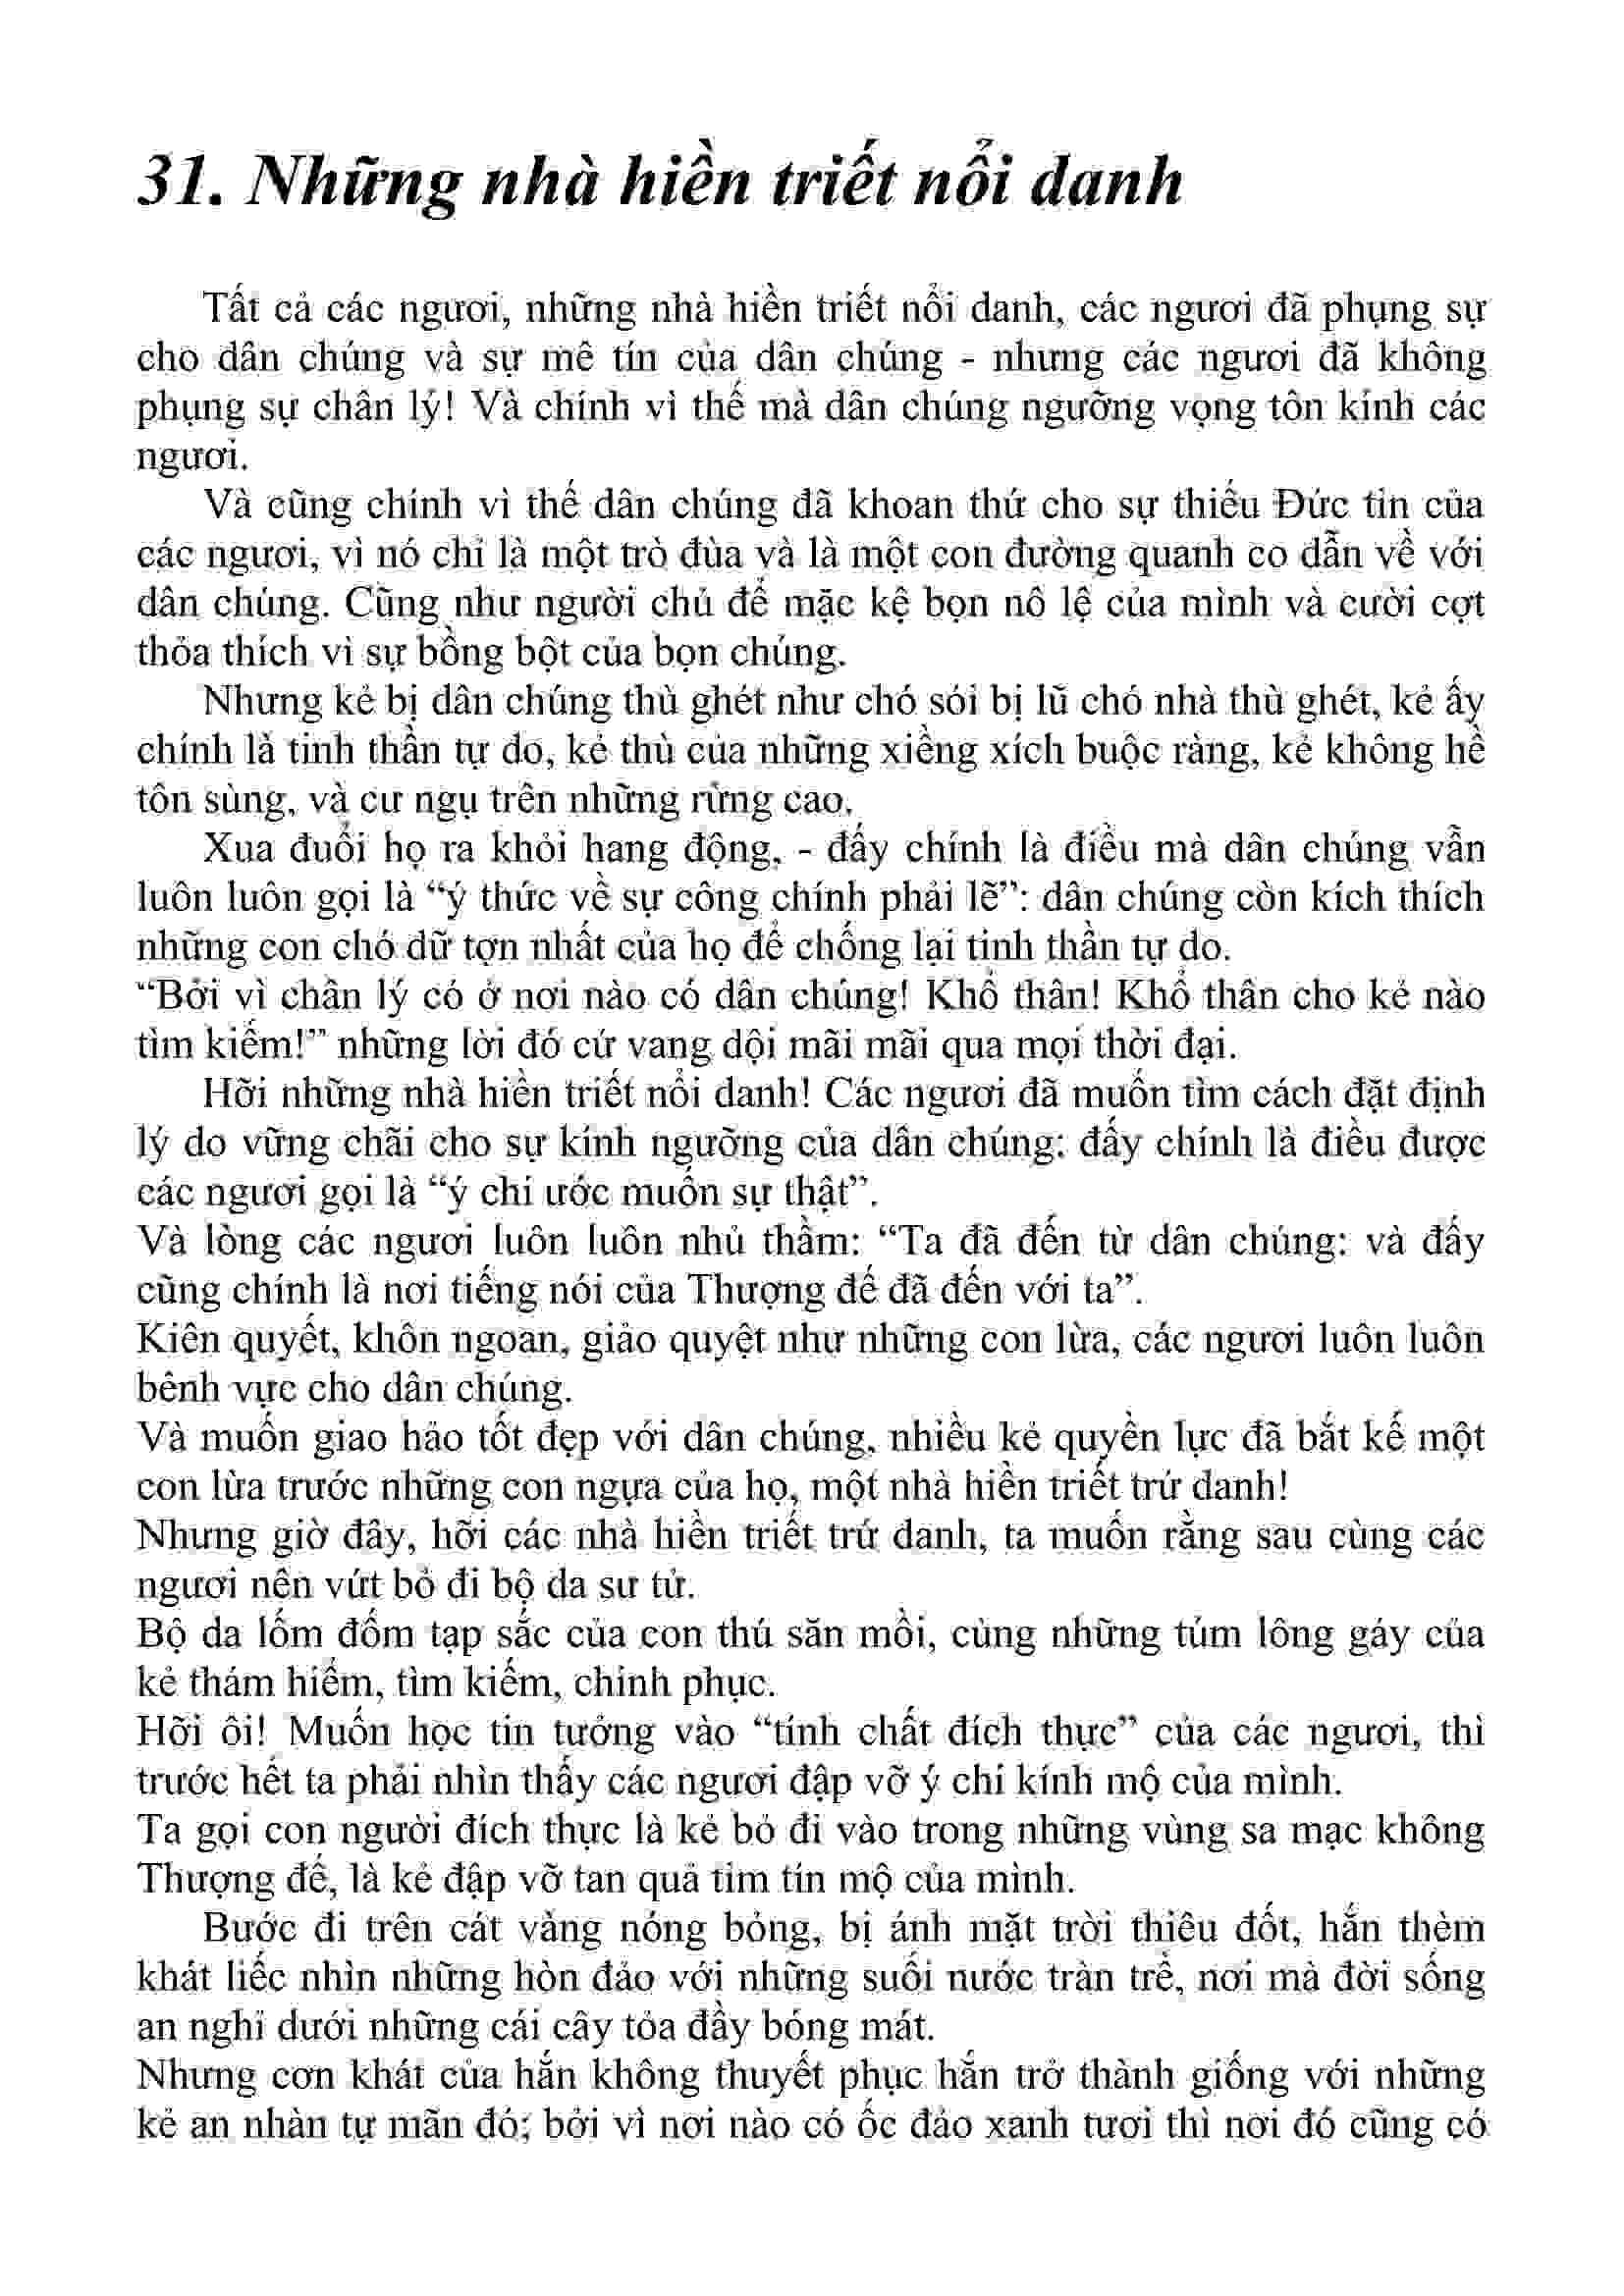 31. Những nhà hiền triết nổi danh
Tất cả các ngươi, những nhà hiền triết nổi danh, các ngươi đã phụng sự
cho dân chúng và sự mê tín của dân chúng - nhưng các ngươi đã không
phụng sự chân lý! Và chính vì thế mà dân chúng ngưỡng vọng tôn kính các
ngươi.
Và cũng chính vì thế dân chúng đã khoan thứ cho sự thiếu Đức tin của
các ngươi, vì nó chỉ là một trò đùa và là một con đường quanh co dẫn về với
dân chúng. Cũng như người chủ để mặc kệ bọn nô lệ của mình và cười cợt
thỏa thích vì sự bồng bột của bọn chúng.
Nhưng kẻ bị dân chúng thù ghét như chó sói bị lũ chó nhà thù ghét, kẻ ấy
chính là tinh thần tự do, kẻ thù của những xiềng xích buộc ràng, kẻ không hề
tôn sùng, và cư ngụ trên những rừng cao.
Xua đuổi họ ra khỏi hang động, - đấy chính là điều mà dân chúng vẫn
luôn luôn gọi là “ý thức về sự công chính phải lẽ”: dân chúng còn kích thích
những con chó dữ tợn nhất của họ để chống lại tinh thần tự do.
“Bởi vì chân lý có ở nơi nào có dân chúng! Khổ thân! Khổ thân cho kẻ nào
tìm kiếm!” những lời đó cứ vang dội mãi mãi qua mọi thời đại.
Hỡi những nhà hiền triết nổi danh! Các ngươi đã muốn tìm cách đặt định
lý do vững chãi cho sự kính ngưỡng của dân chúng: đấy chính là điều được
các ngươi gọi là “ý chí ước muốn sự thật”.
Và lòng các ngươi luôn luôn nhủ thầm: “Ta đã đến từ dân chúng: và đấy
cũng chính là nơi tiếng nói của Thượng đế đã đến với ta”.
Kiên quyết, khôn ngoan, giảo quyệt như những con lừa, các ngươi luôn luôn
bênh vực cho dân chúng.
Và muốn giao hảo tốt đẹp với dân chúng, nhiều kẻ quyền lực đã bắt kế một
con lừa trước những con ngựa của họ, một nhà hiền triết trứ danh!
Nhưng giờ đây, hỡi các nhà hiền triết trứ danh, ta muốn rằng sau cùng các
ngươi nên vứt bỏ đi bộ da sư tử.
Bộ da lốm đốm tạp sắc của con thú săn mồi, cùng những túm lông gáy của
kẻ thám hiểm, tìm kiếm, chinh phục.
Hỡi ôi! Muốn học tin tưởng vào “tính chất đích thực” của các ngươi, thì
trước hết ta phải nhìn thấy các ngươi đập vỡ ý chí kính mộ của mình.
Ta gọi con người đích thực là kẻ bỏ đi vào trong những vùng sa mạc không
Thượng đế, là kẻ đập vỡ tan quả tim tín mộ của mình.
Bước đi trên cát vàng nóng bỏng, bị ánh mặt trời thiêu đốt, hắn thèm
khát liếc nhìn những hòn đảo với những suối nước tràn trề, nơi mà đời sống
an nghỉ dưới những cái cây tỏa đầy bóng mát.
Nhưng cơn khát của hắn không thuyết phục hắn trở thành giống với những
kẻ an nhàn tự mãn đó; bởi vì nơi nào có ốc đảo xanh tươi thì nơi đó cũng có